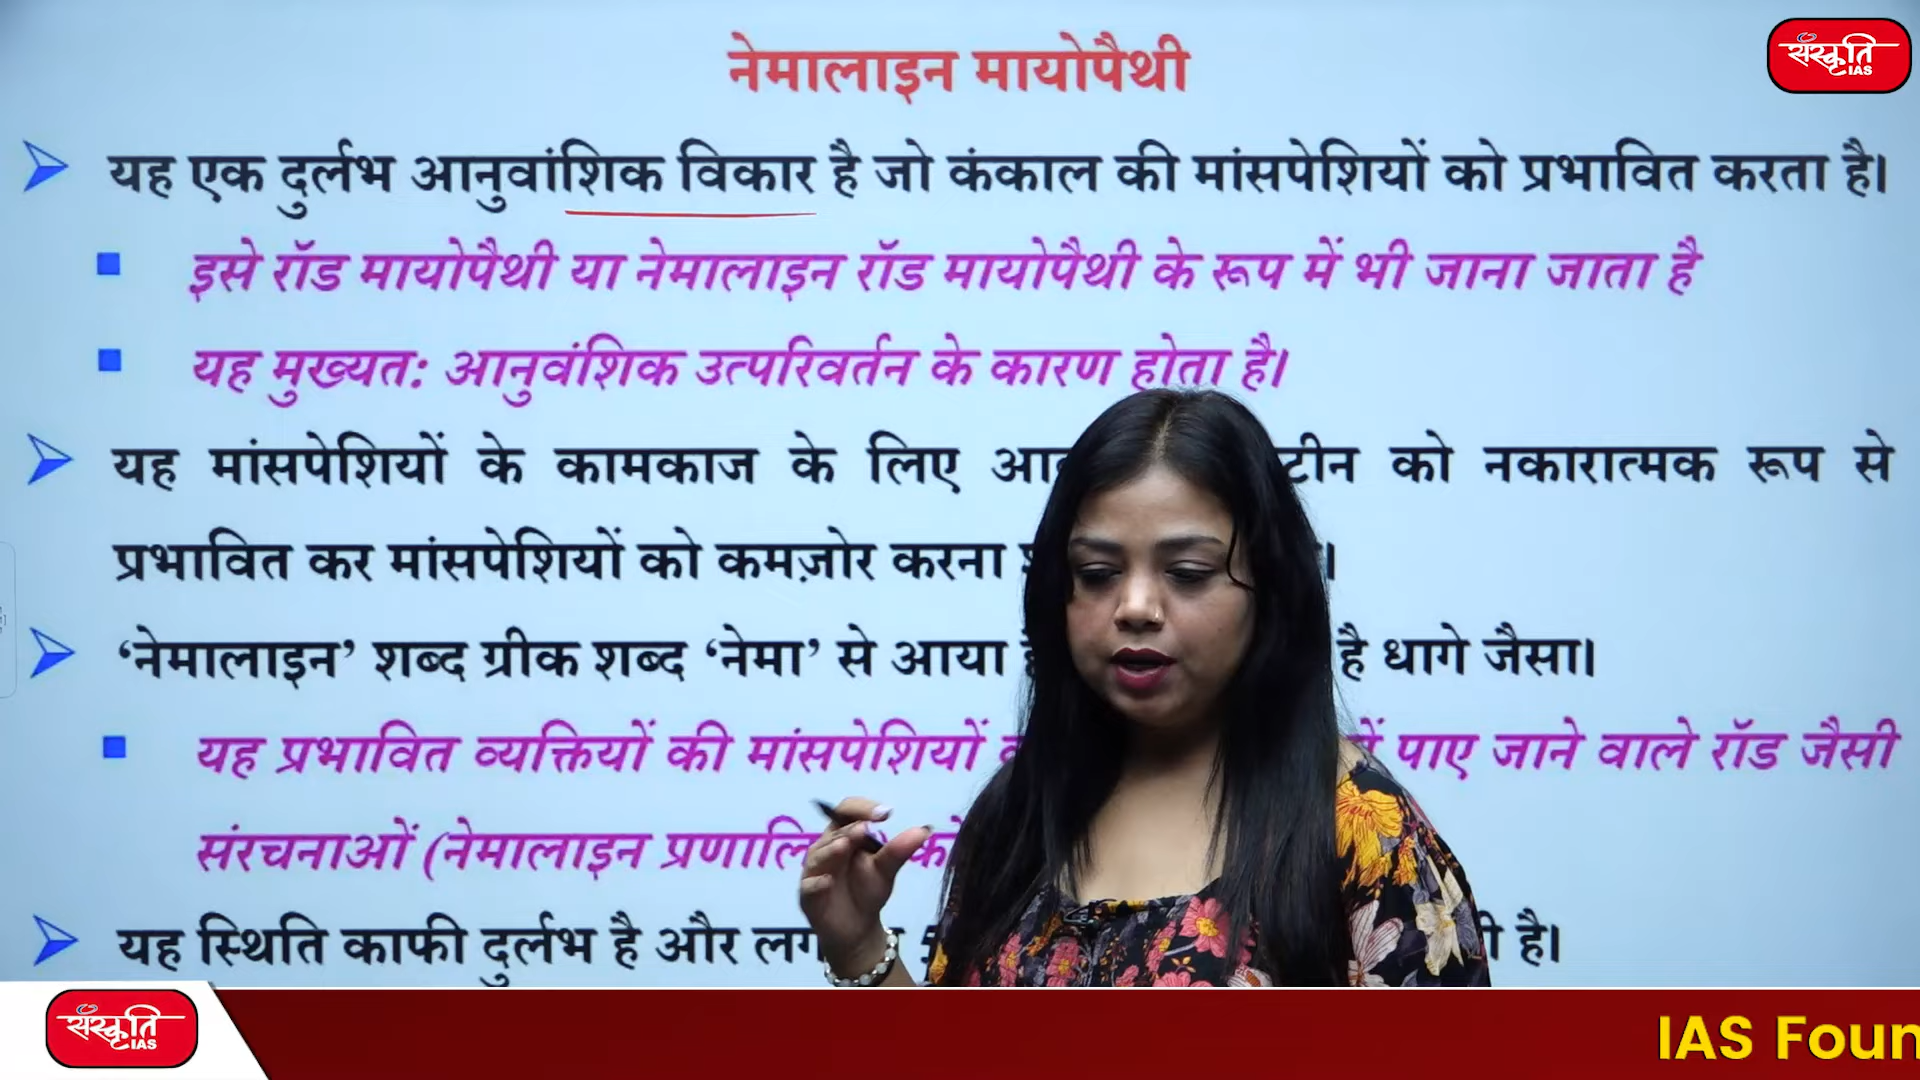 नेमालाइन मायोपैथी
संस्कृति
IAS
यह एक दुर्लभ आनुवांशिक विकार है जो कंकाल की मांसपेशियों को प्रभावित करता है।
इसे रॉड मायोपैथी या नेमालाइन रॉड मायोपैथी के रूप में भी जाना जाता है
यह मुख्यत: आनुवंशिक उत्परिवर्तन के कारण होता है।
यह मांसपेशियों के कामकाज के लिए को नकारात्मक रूप से
प्रभावित कर मांसपेशियों को कमज़ोर करना
‘नेमालाइन’ शब्द ग्रीक शब्द ‘नेमा’ से आया है धागे जैसा।
यह प्रभावित व्यक्तियों की मांसपेशियों पाए जाने वाले रॉड जैसी
संरचनाओं (नेमालाइन को
यह स्थिति काफी दुर्लभ है और है।
संस्कृति
IAS
IAS